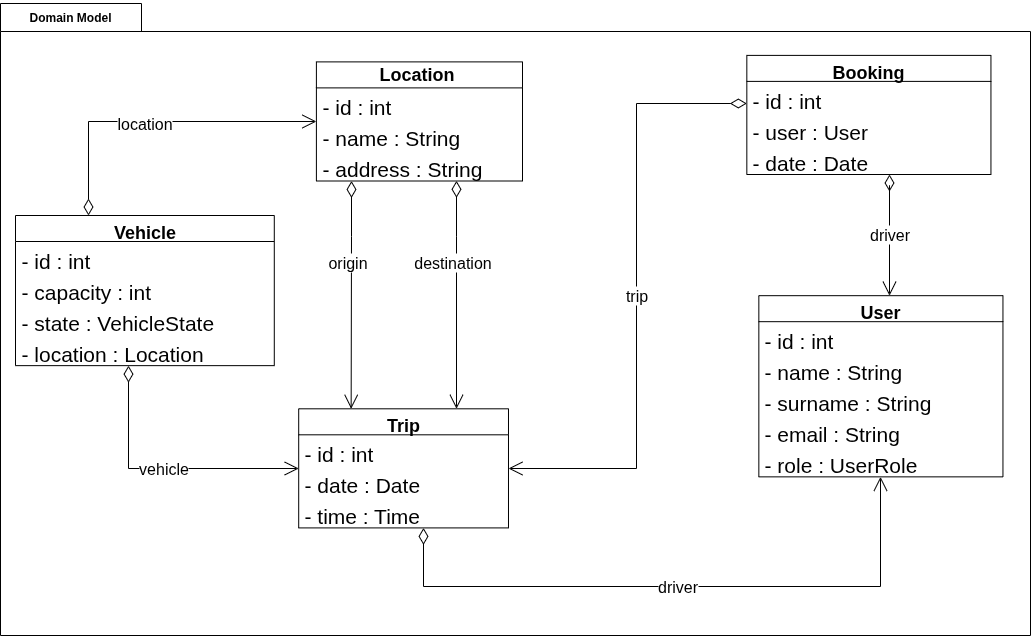 Domain Model
Location
- id : int
- name : String
- address : String
Booking
- id : int
- user : User
- date : Date
location
Vehicle
- id : int
- capacity : int
- state : VehicleState
- location : Location
origin
destination
driver
trip
User
- id : int
- name : String
- surname : String
- email : String
- role : UserRole
Trip
- id : int
- date : Date
- time : Time
vehicle
driver